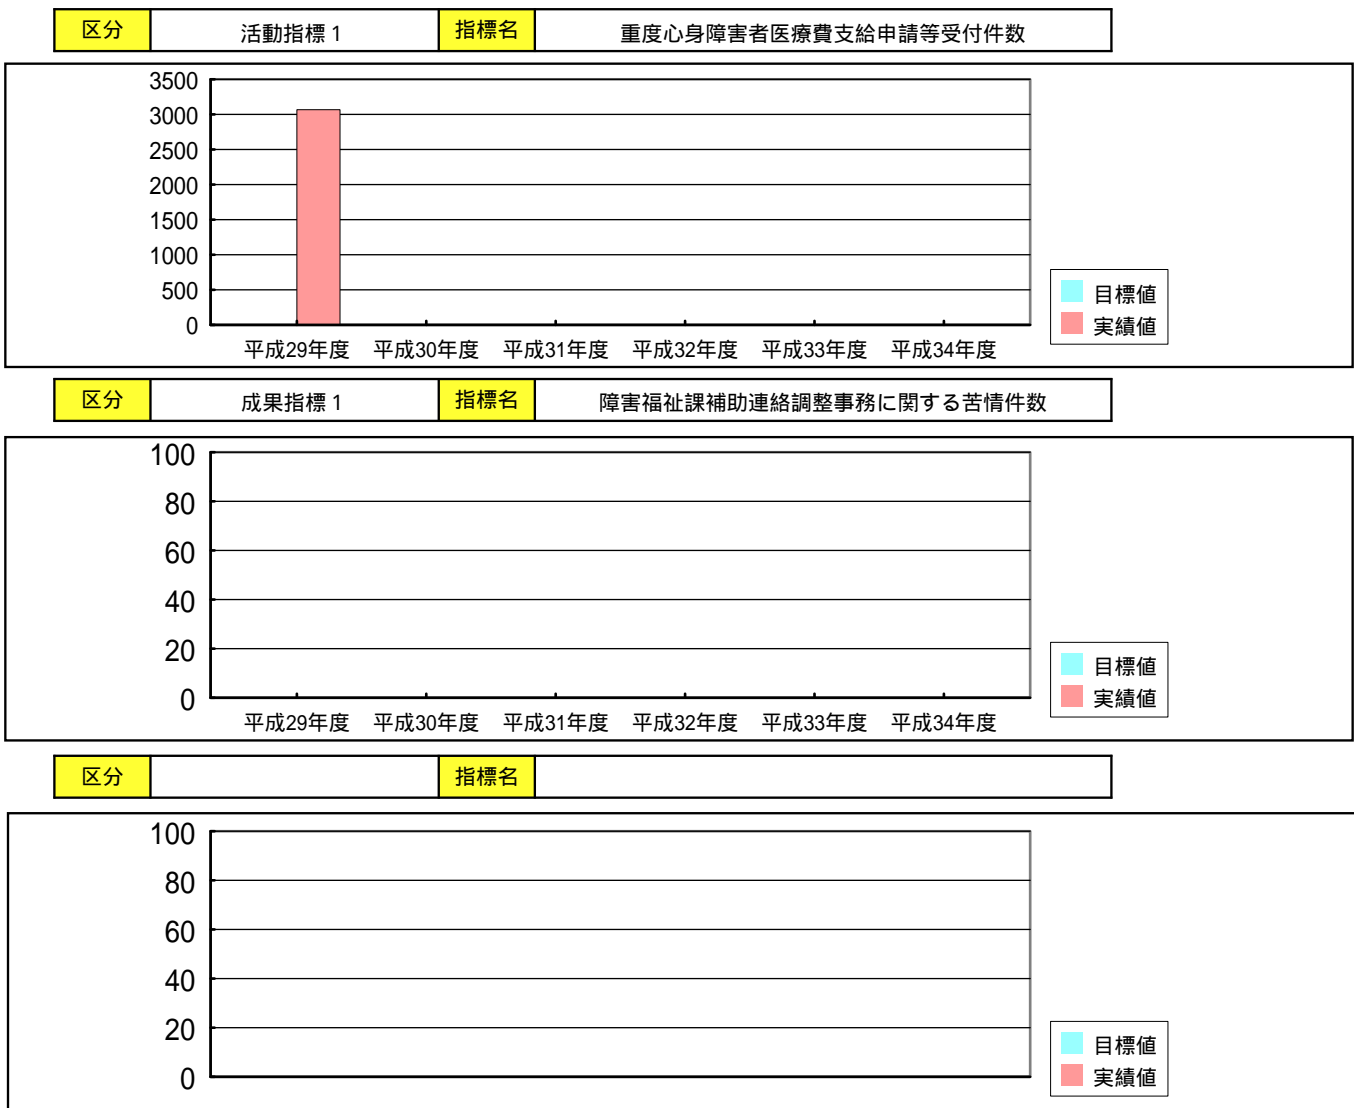 区分 活動指標1 指標名 重度心身障害者医療費支給申請等受付件数
3500
3000
2500
2000
1500
1000
500
0
平成29年度 平成30年度 平成31年度 平成32年度 平成33年度 平成34年度
目標値
実績値
区分 成果指標1 指標名 障害福祉課補助連絡調整事務に関する苦情件数
100
80
60
40
20
0
平成29年度 平成30年度 平成31年度 平成32年度 平成33年度 平成34年度
目標値
実績値
区分 指標名
100
80
60
40
20
0
目標値
実績値